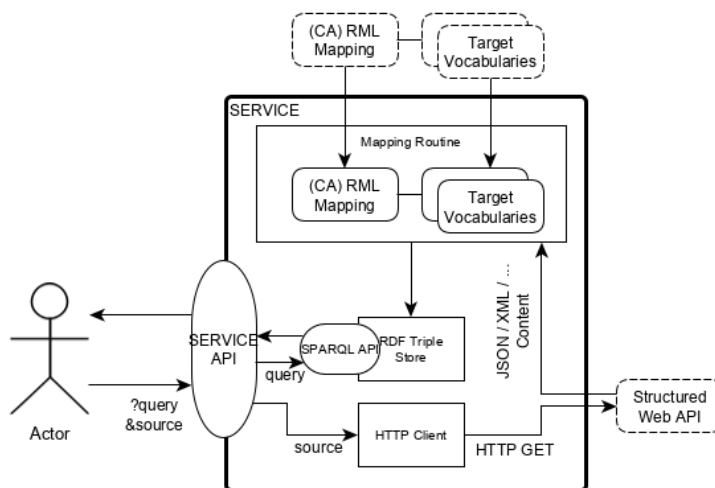 (CA) RML
Mapping
Target
Vocabularies
SERVICE
Mapping Routine
(CA) RML
Mapping
Target
Vocabularies
JSON / XML / ...
Content
SERVICE
API
SPARQL API
RDF Triple
Store
query
?query
&source
Actor
source
HTTP Client
HTTP GET
Structured
Web API